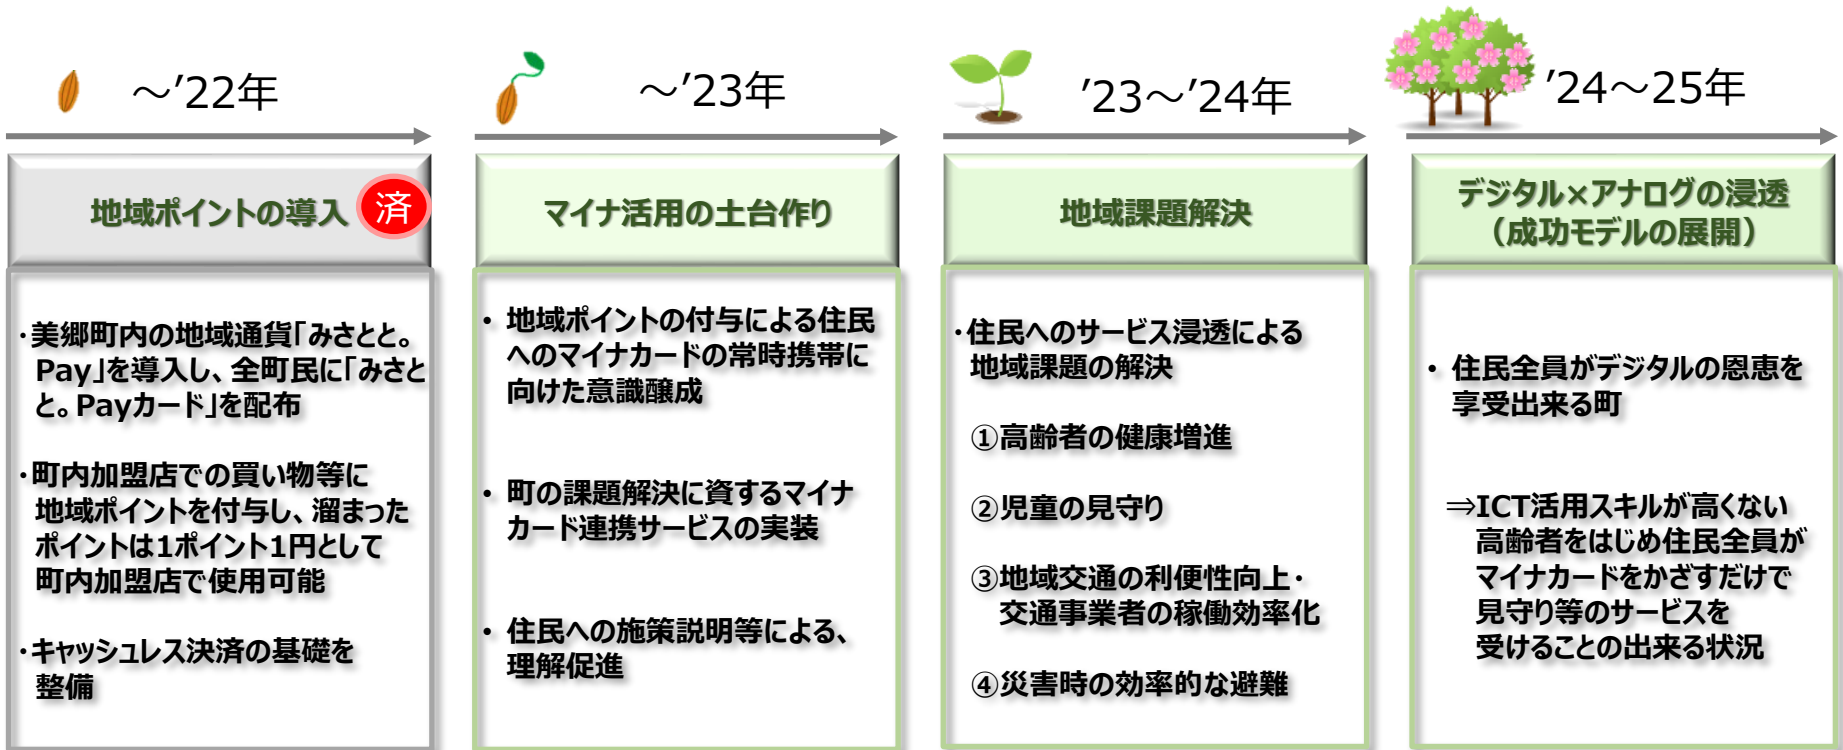 ～’22年
地域ポイントの導入
済
・美郷町内の地域通貨「みさとと。
Pay」を導入し、全町民に「みさと
と。Payカード」を配布
・町内加盟店での買い物等に
地域ポイントを付与し、溜まった
ポイントは1ポイント1円として
町内加盟店で使用可能
・キャッシュレス決済の基礎を
整備
～’23年
マイナ活用の土台作り
• 地域ポイントの付与による住民
へのマイナカードの常時携帯に
向けた意識醸成
• 町の課題解決に資するマイナ
カード連携サービスの実装
• 住民への施策説明等による、
理解促進
’23～’24年
地域課題解決
・住民へのサービス浸透による
地域課題の解決
①高齢者の健康増進
②児童の見守り
③地域交通の利便性向上・
交通事業者の稼働効率化
④災害時の効率的な避難
’24～25年
デジタル×アナログの浸透
（成功モデルの展開）
• 住民全員がデジタルの恩恵を
享受出来る町
⇒ICT活用スキルが高くない
高齢者をはじめ住民全員が
マイナカードをかざすだけで
見守り等のサービスを
受けることの出来る状況